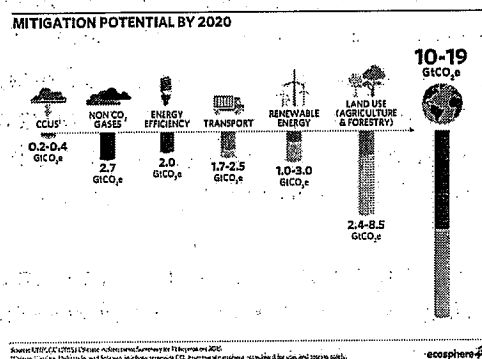 MITIGATION POTENTIAL BY 2020
10-19
GtCO₂e
CCUS¹
0.2-0.4
GtCO₂e
NON CO₂
GASES
2.7
GtCO₂e
ENERGY
EFFICIENCY
2.0
GtCO₂e
TRANSPORT
1.7-2.5
GtCO₂e
RENEWABLE
ENERGY
1.0-3.0
GtCO₂e
LAND USE
(AGRICULTURE
& FORESTRY)
2.4-8.5
GtCO₂e
ecosphere